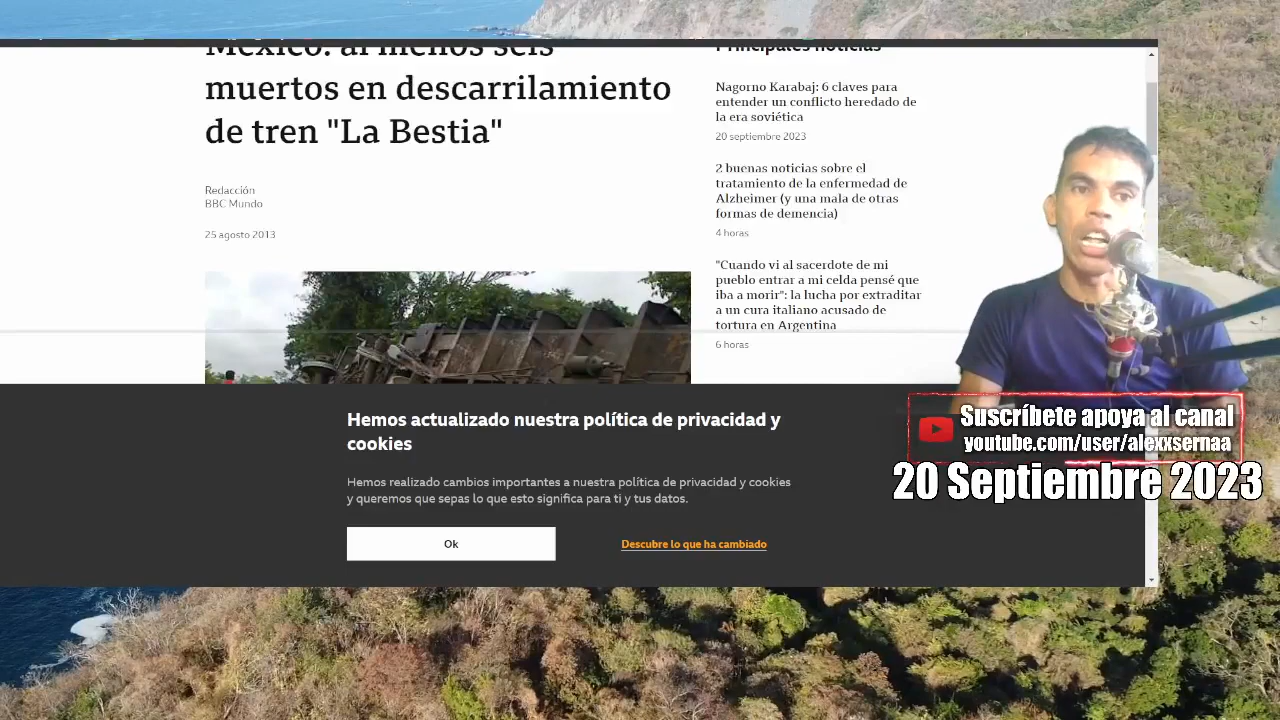 México: al menos seis
muertos en descarrilamiento
de tren "La Bestia"
Redacción
BBC Mundo
25 agosto 2013
Principales noticias
Nagorno Karabaj: 6 claves para
entender un conflicto heredado de
la era soviética
20 septiembre 2023
2 buenas noticias sobre el
tratamiento de la enfermedad de
Alzheimer (y una mala de otras
formas de demencia)
4 horas
"Cuando vi al sacerdote de mi
pueblo entrar a mi celda pensé que
iba a morir": la lucha por extraditar
a un cura italiano acusado de
tortura en Argentina
6 horas
Hemos actualizado nuestra política de privacidad y
cookies
Hemos realizado cambios importantes a nuestra política de privacidad y cookies
y queremos que sepas lo que esto significa para ti y tus datos.
Ok
Descubre lo que ha cambiado
Suscríbete apoya al canal
youtube.com/user/alexxsernaa
20 Septiembre 2023